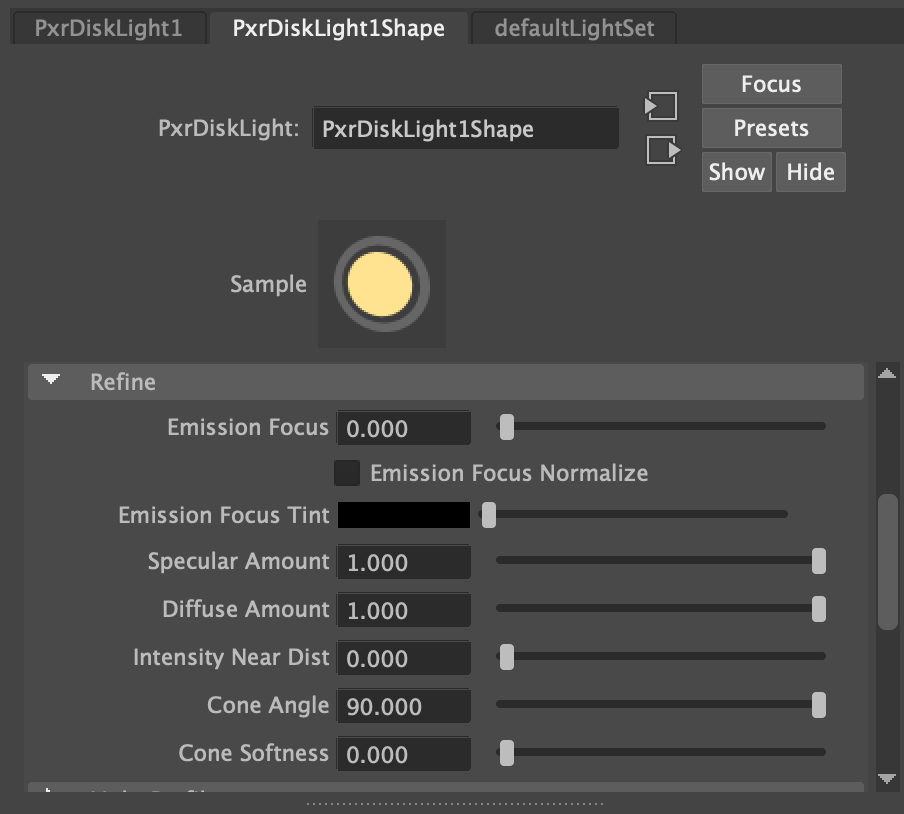 PxrDiskLight1 PxrDiskLight1Shape defaultLightSet
PxrDiskLight: PxrDiskLight1Shape
Focus
Presets
Show Hide
Sample
Refine
Emission Focus 0.000
Emission Focus Normalize
Emission Focus Tint
Specular Amount 1.000
Diffuse Amount 1.000
Intensity Near Dist 0.000
Cone Angle 90.000
Cone Softness 0.000